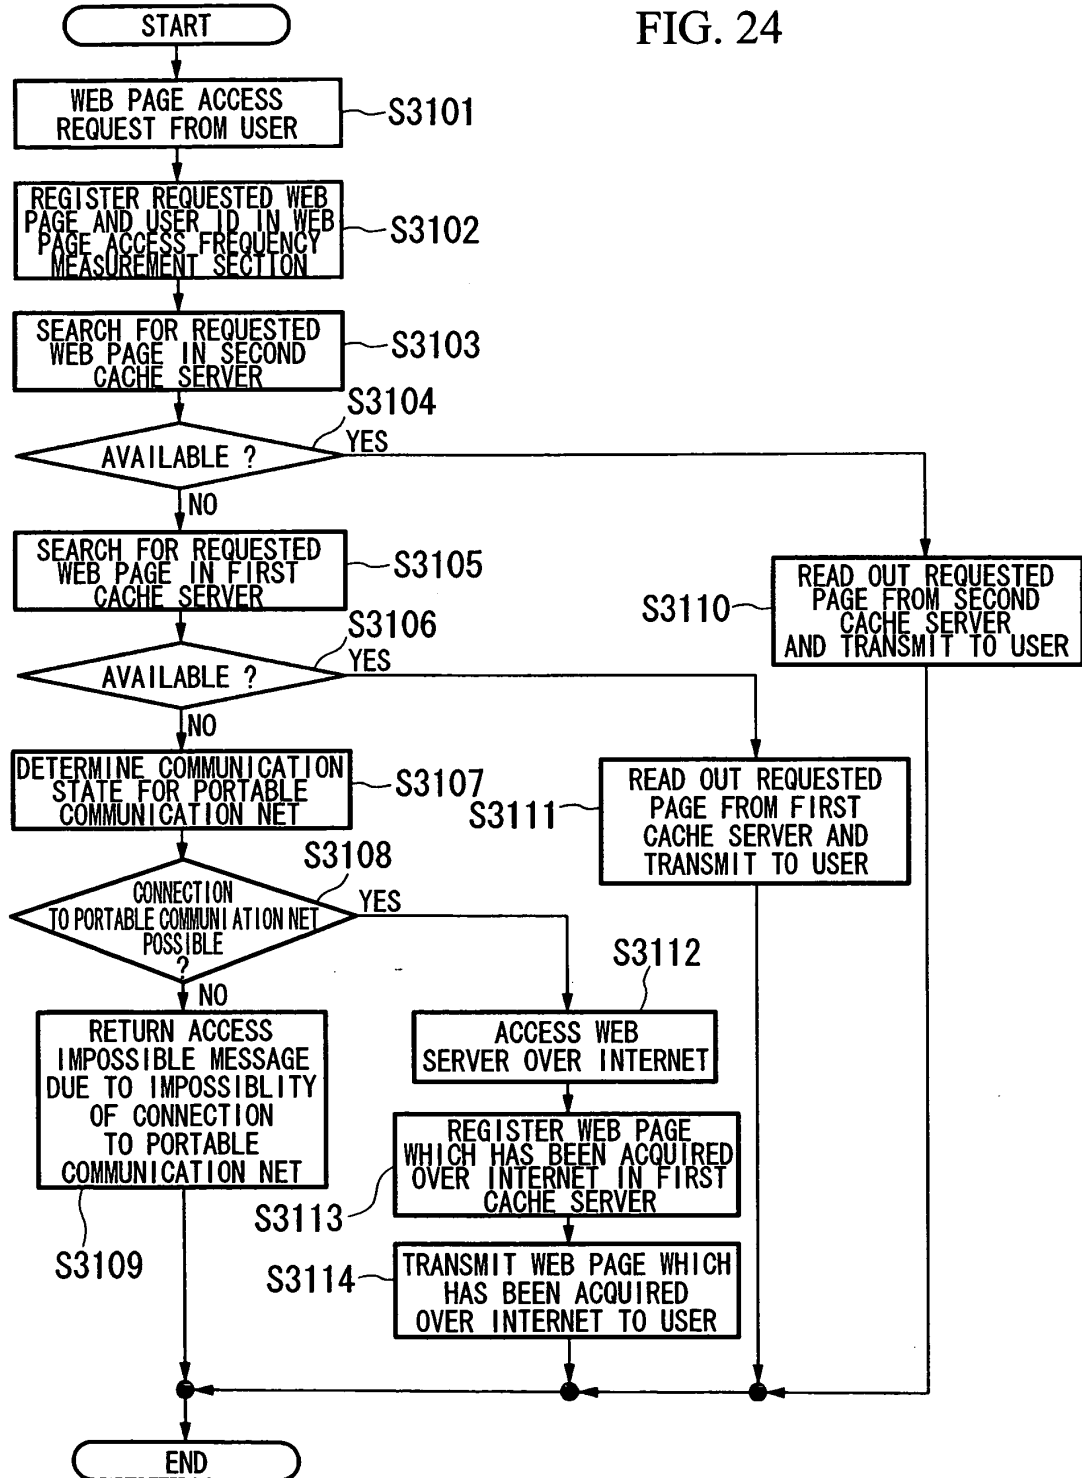 FIG. 24
START
WEB PAGE ACCESS
REQUEST FROM USER
S3101
REGISTER REQUESTED WEB
PAGE AND USER ID IN WEB
PAGE ACCESS FREQUENCY
MEASUREMENT SECTION
S3102
SEARCH FOR REQUESTED
WEB PAGE IN SECOND
CACHE SERVER
S3103
S3104
AVAILABLE ?
YES
NO
SEARCH FOR REQUESTED
WEB PAGE IN FIRST
CACHE SERVER
S3105
S3110
READ OUT REQUESTED
PAGE FROM SECOND
CACHE SERVER
AND TRANSMIT TO USER
S3106
AVAILABLE ?
YES
NO
DETERMINE COMMUNICATION
STATE FOR PORTABLE
COMMUNICATION NET
S3107
S3111
READ OUT REQUESTED
PAGE FROM FIRST
CACHE SERVER AND
TRANSMIT TO USER
S3108
CONNECTION
TO PORTABLE COMMUNIATION NET
POSSIBLE
?
YES
NO
S3112
ACCESS WEB
SERVER OVER INTERNET
RETURN ACCESS
IMPOSSIBLE MESSAGE
DUE TO IMPOSSIBLITY
OF CONNECTION
TO PORTABLE
COMMUNICATION NET
S3109
REGISTER WEB PAGE
WHICH HAS BEEN ACQUIRED
OVER INTERNET IN FIRST
CACHE SERVER
S3113
S3114
TRANSMIT WEB PAGE WHICH
HAS BEEN ACQUIRED
OVER INTERNET TO USER
END